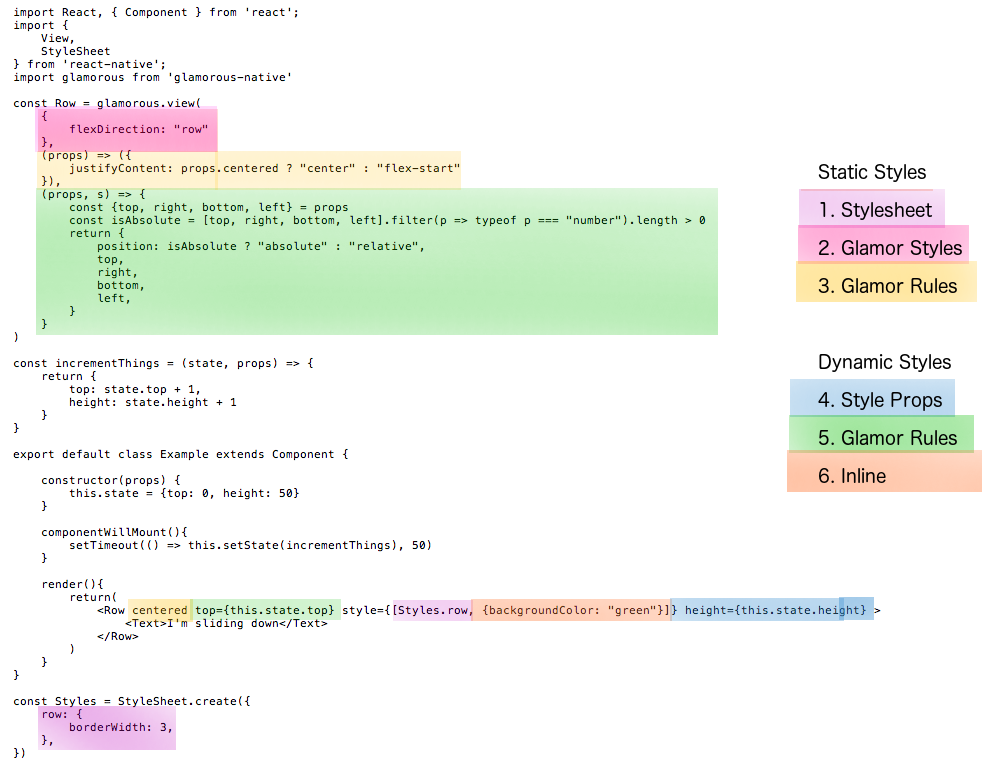 import React, { Component } from 'react';
import {
    View,
    StyleSheet
} from 'react-native';
import glamorous from 'glamorous-native'

const Row = glamorous.view(
    {
        flexDirection: "row"
    },
    (props) => ({
        justifyContent: props.centered ? "center" : "flex-start"
    }),
    (props, s) => {
        const {top, right, bottom, left} = props
        const isAbsolute = [top, right, bottom, left].filter(p => typeof p === "number").length > 0
        return {
            position: isAbsolute ? "absolute" : "relative",
            top,
            right,
            bottom,
            left,
        }
    }
)

const incrementThings = (state, props) => {
    return {
        top: state.top + 1,
        height: state.height + 1
    }
}

export default class Example extends Component {

    constructor(props) {
        this.state = {top: 0, height: 50}
    }

    componentWillMount(){
        setTimeout(() => this.setState(incrementThings), 50)
    }

    render(){
        return(
            <Row centered top={this.state.top} style={[Styles.row, {backgroundColor: "green"}]} height={this.state.height} >
                <Text>I'm sliding down</Text>
            </Row>
        )
    }
}

const Styles = StyleSheet.create({
    row: {
        borderWidth: 3,
    },
})

Static Styles
1. Stylesheet
2. Glamor Styles
3. Glamor Rules

Dynamic Styles
4. Style Props
5. Glamor Rules
6. Inline